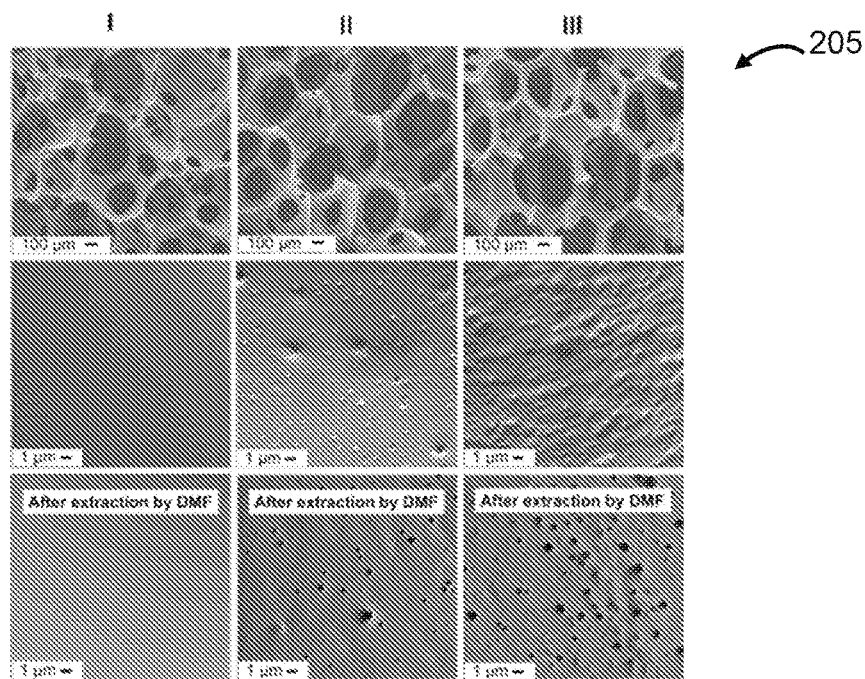 I II III
205
100 µm 100 µm 100 µm
1 µm 1 µm 1 µm
After extraction by DMF After extraction by DMF After extraction by DMF
1 µm 1 µm 1 µm